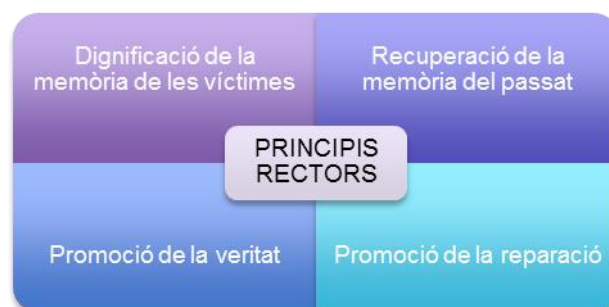 Dignificació de la
memòria de les víctimes
Recuperació de la
memòria del passat
PRINCIPIS
RECTORS
Promoció de la veritat
Promoció de la reparació